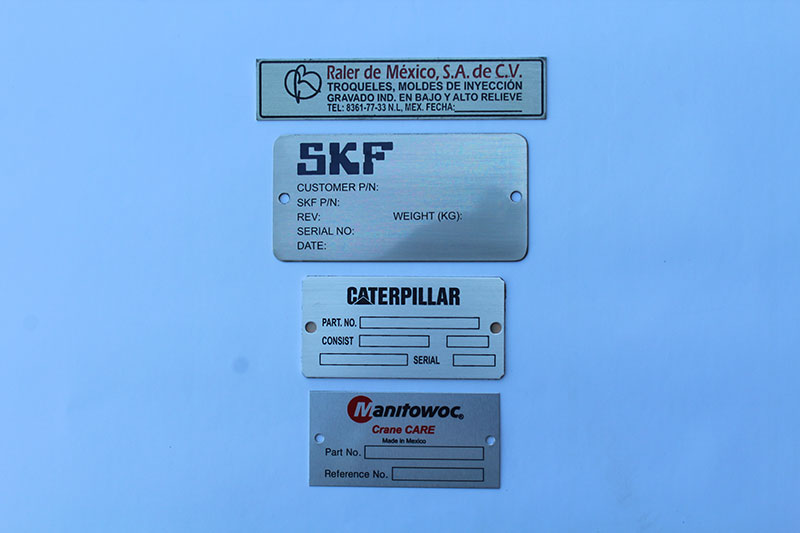 Raler de México, S.A. de C.V.
TROQUELES, MOLDES DE INYECCIÓN
GRAVADO IND. EN BAJO Y ALTO RELIEVE
TEL: 8361-77-33 N.L, MEX. FECHA:
SKF
CUSTOMER P/N:
SKF P/N:
REV: WEIGHT (KG):
SERIAL NO:
DATE:
CATERPILLAR
PART. NO.
CONSIST
SERIAL
Manitowoc®
Crane CARE
Made in Mexico
Part No.
Reference No.